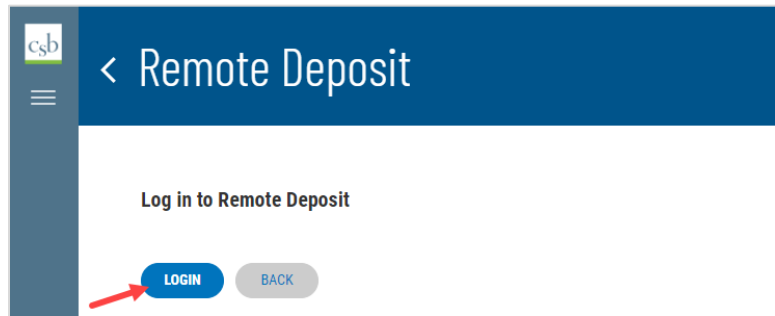 csb
Remote Deposit
Log in to Remote Deposit
LOGIN BACK